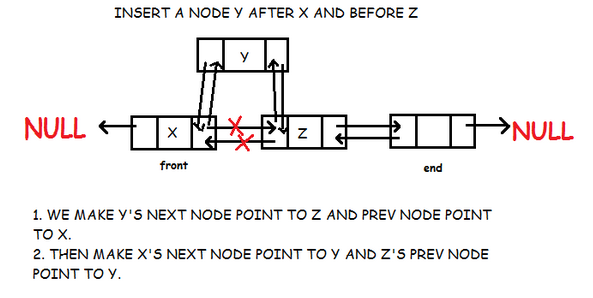 INSERT A NODE Y AFTER X AND BEFORE Z
Y
NULL
X
Z
NULL
front
end
1. WE MAKE Y'S NEXT NODE POINT TO Z AND PREV NODE POINT
TO X.
2. THEN MAKE X'S NEXT NODE POINT TO Y AND Z'S PREV NODE
POINT TO Y.